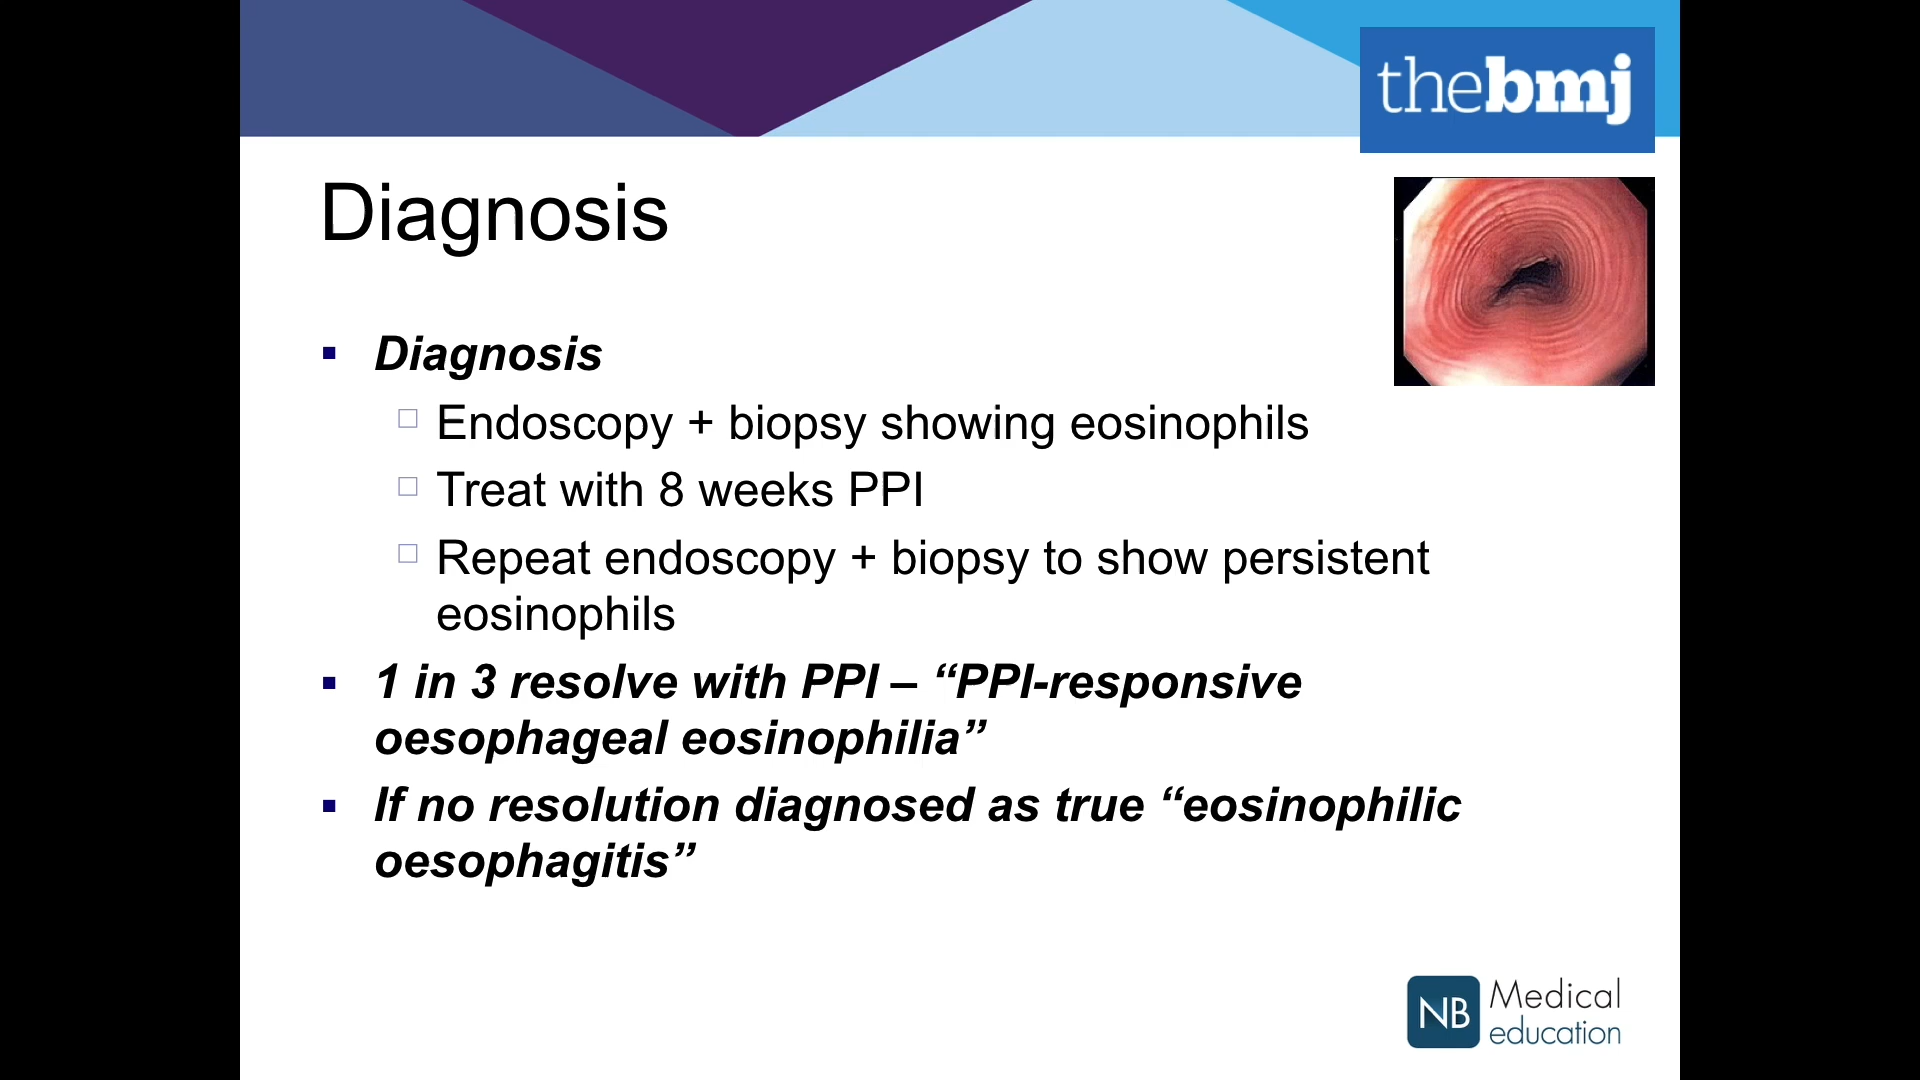 thebmj
Diagnosis
Diagnosis
Endoscopy + biopsy showing eosinophils
Treat with 8 weeks PPI
Repeat endoscopy + biopsy to show persistent
eosinophils
1 in 3 resolve with PPI – “PPI-responsive
oesophageal eosinophilia”
If no resolution diagnosed as true “eosinophilic
oesophagitis”
NB Medical
education